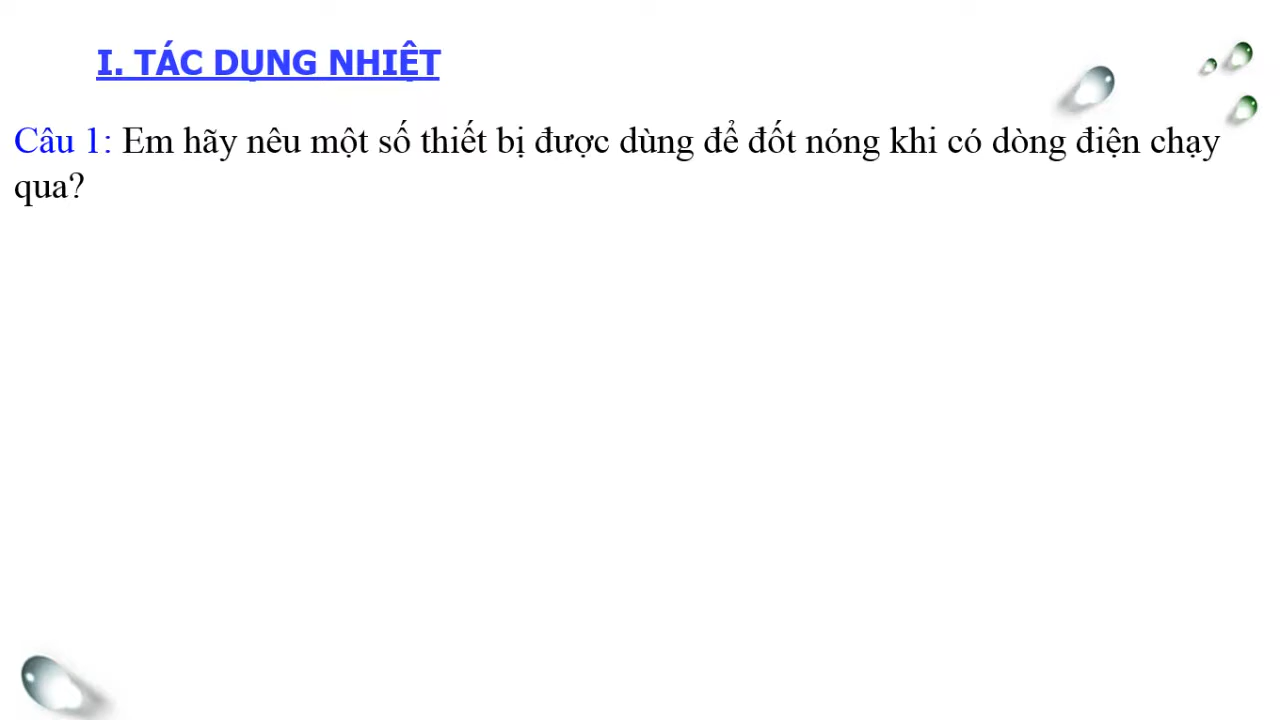 I. TÁC DỤNG NHIỆT
Câu 1: Em hãy nêu một số thiết bị được dùng để đốt nóng khi có dòng điện chạy
qua?